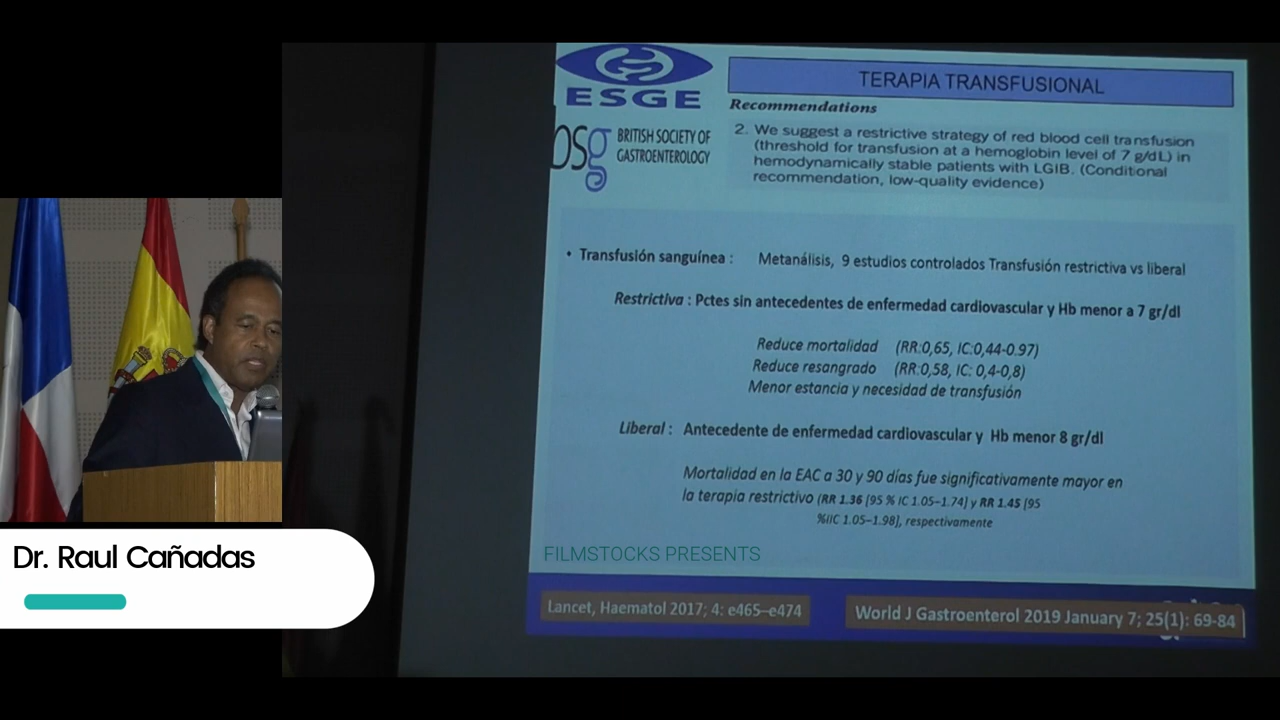 ESGE
BSg BRITISH SOCIETY OF
GASTROENTEROLOGY
TERAPIA TRANSFUSIONAL
Recommendations
2. We suggest a restrictive strategy of red blood cell transfusion
(threshold for transfusion at a hemoglobin level of 7 g/dL) in
hemodynamically stable patients with LGIB. (Conditional
recommendation, low-quality evidence)
• Transfusión sanguínea : Metanálisis, 9 estudios controlados Transfusión restrictiva vs liberal
Restrictiva : Pctes sin antecedentes de enfermedad cardiovascular y Hb menor a 7 gr/dl
Reduce mortalidad (RR:0,65, IC:0,44-0.97)
Reduce resangrado (RR:0,58, IC: 0,4-0,8)
Menor estancia y necesidad de transfusión
Liberal : Antecedente de enfermedad cardiovascular y Hb menor 8 gr/dl
Mortalidad en la EAC a 30 y 90 días fue significativamente mayor en
la terapia restrictivo (RR 1.36 [95 % IC 1.05–1.74] y RR 1.45 [95
%IIC 1.05–1.98], respectivamente
FILMSTOCKS PRESENTS
Lancet, Haematol 2017; 4: e465–e474
World J Gastroenterol 2019 January 7; 25(1): 69-84
Dr. Raul Cañadas